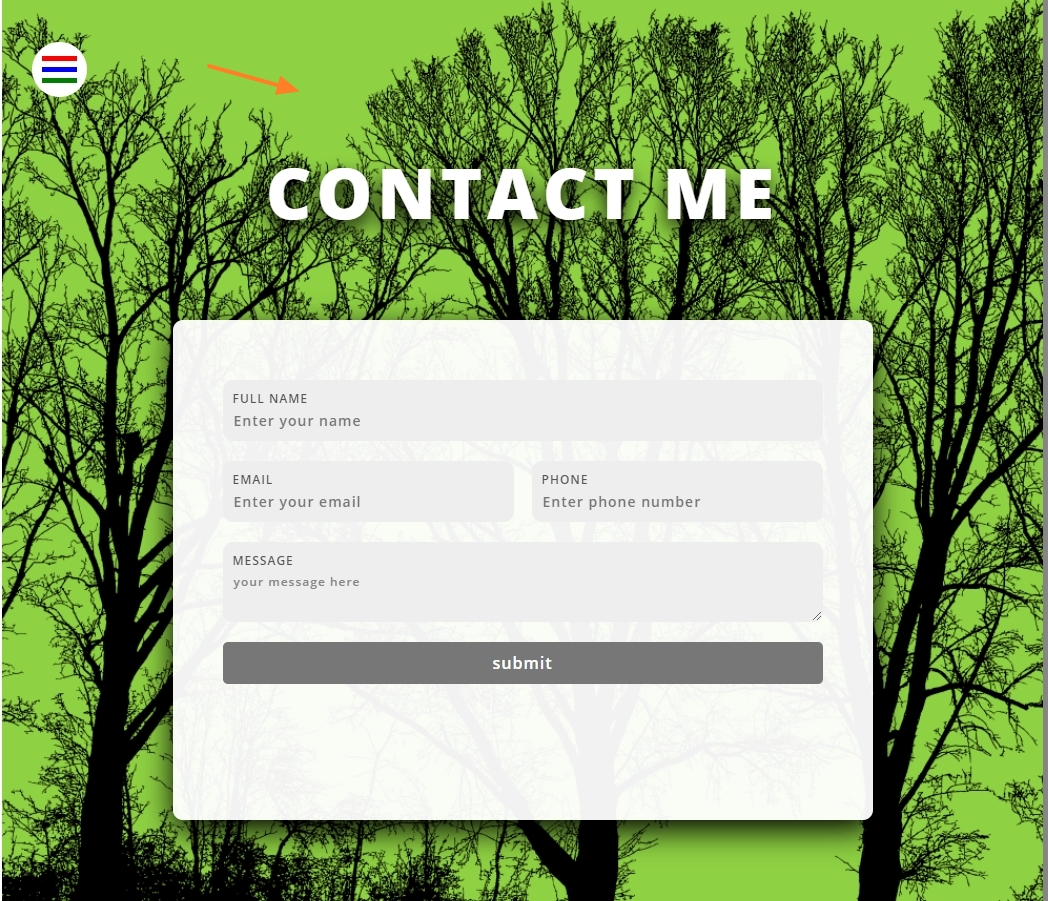 CONTACT ME
FULL NAME
Enter your name
EMAIL
Enter your email
PHONE
Enter phone number
MESSAGE
your message here
submit